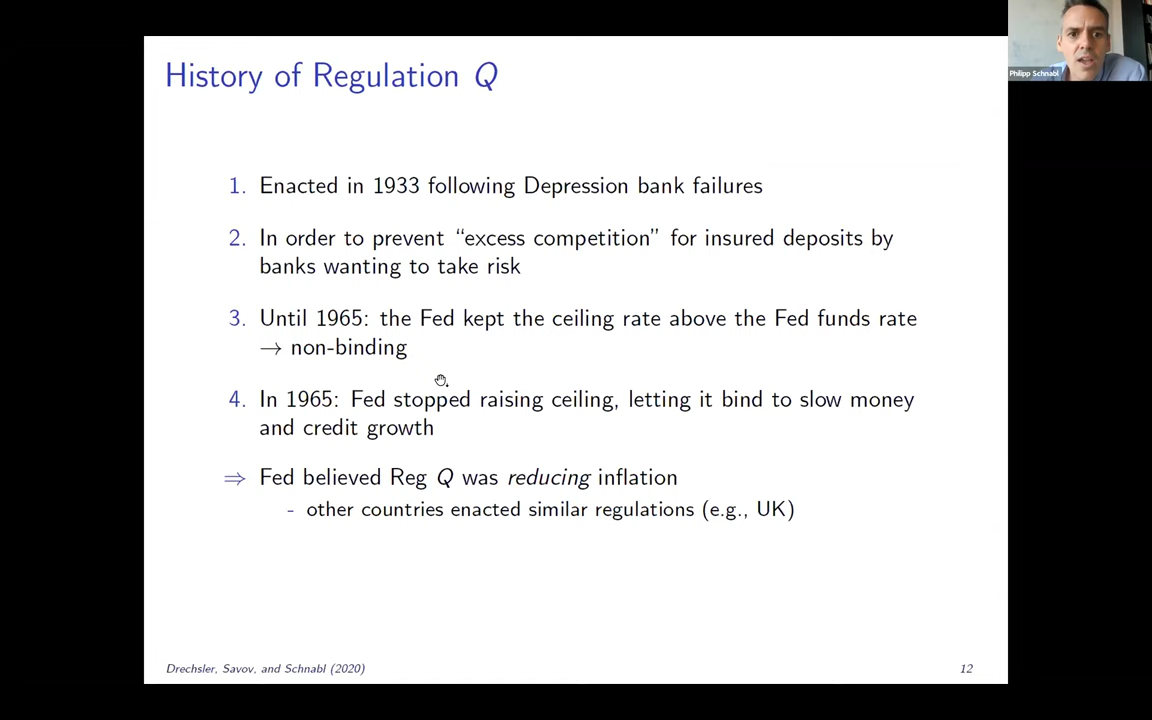 History of Regulation Q
Philipp Schnabl
1. Enacted in 1933 following Depression bank failures
2. In order to prevent “excess competition” for insured deposits by
banks wanting to take risk
3. Until 1965: the Fed kept the ceiling rate above the Fed funds rate
→ non-binding
4. In 1965: Fed stopped raising ceiling, letting it bind to slow money
and credit growth
⇒ Fed believed Reg Q was reducing inflation
- other countries enacted similar regulations (e.g., UK)
Drechsler, Savov, and Schnabl (2020)
12